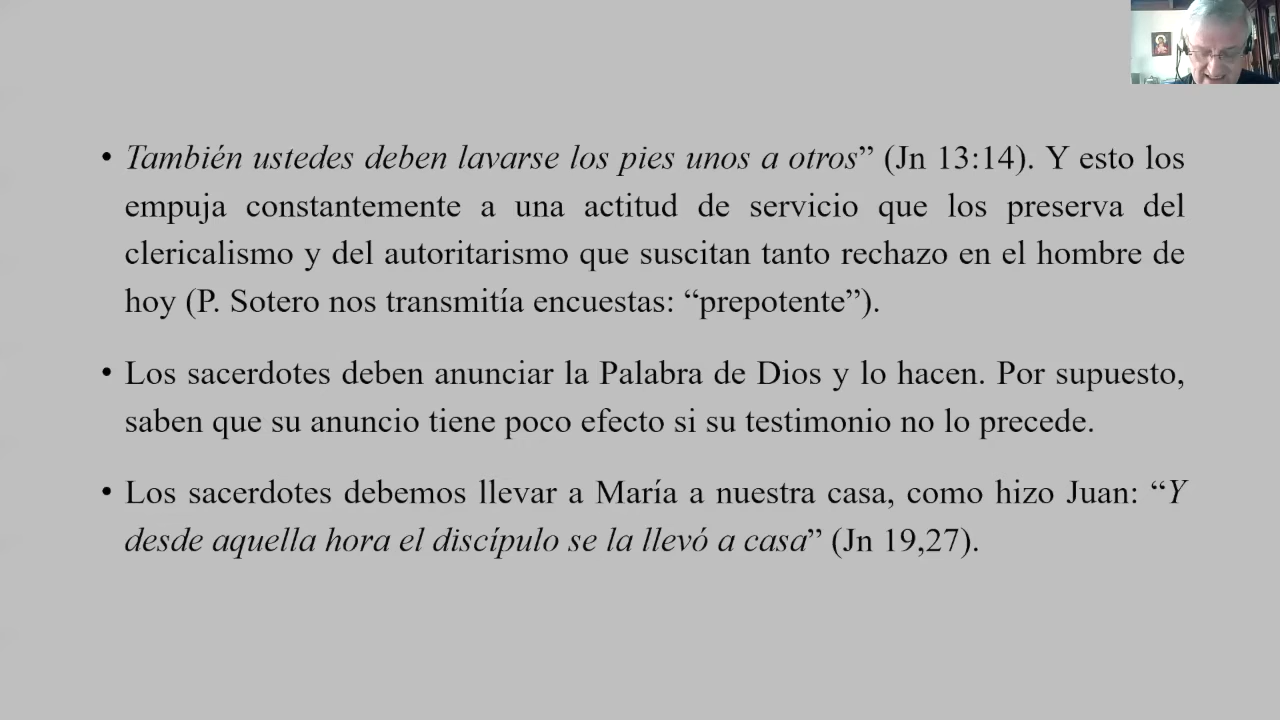 • También ustedes deben lavarse los pies unos a otros” (Jn 13:14). Y esto los
empuja constantemente a una actitud de servicio que los preserva del
clericalismo y del autoritarismo que suscitan tanto rechazo en el hombre de
hoy (P. Sotero nos transmitía encuestas: “prepotente”).
• Los sacerdotes deben anunciar la Palabra de Dios y lo hacen. Por supuesto,
saben que su anuncio tiene poco efecto si su testimonio no lo precede.
• Los sacerdotes debemos llevar a María a nuestra casa, como hizo Juan: “Y
desde aquella hora el discípulo se la llevó a casa” (Jn 19,27).